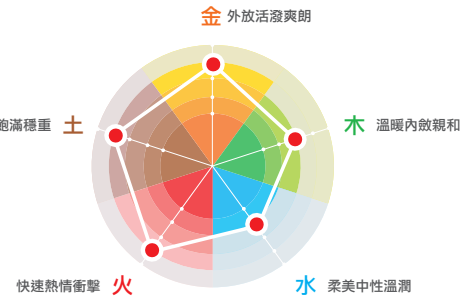 金 外放活潑爽朗
飽滿穩重 土
木 溫暖內斂親和
快速熱情衝擊 火
水 柔美中性溫潤